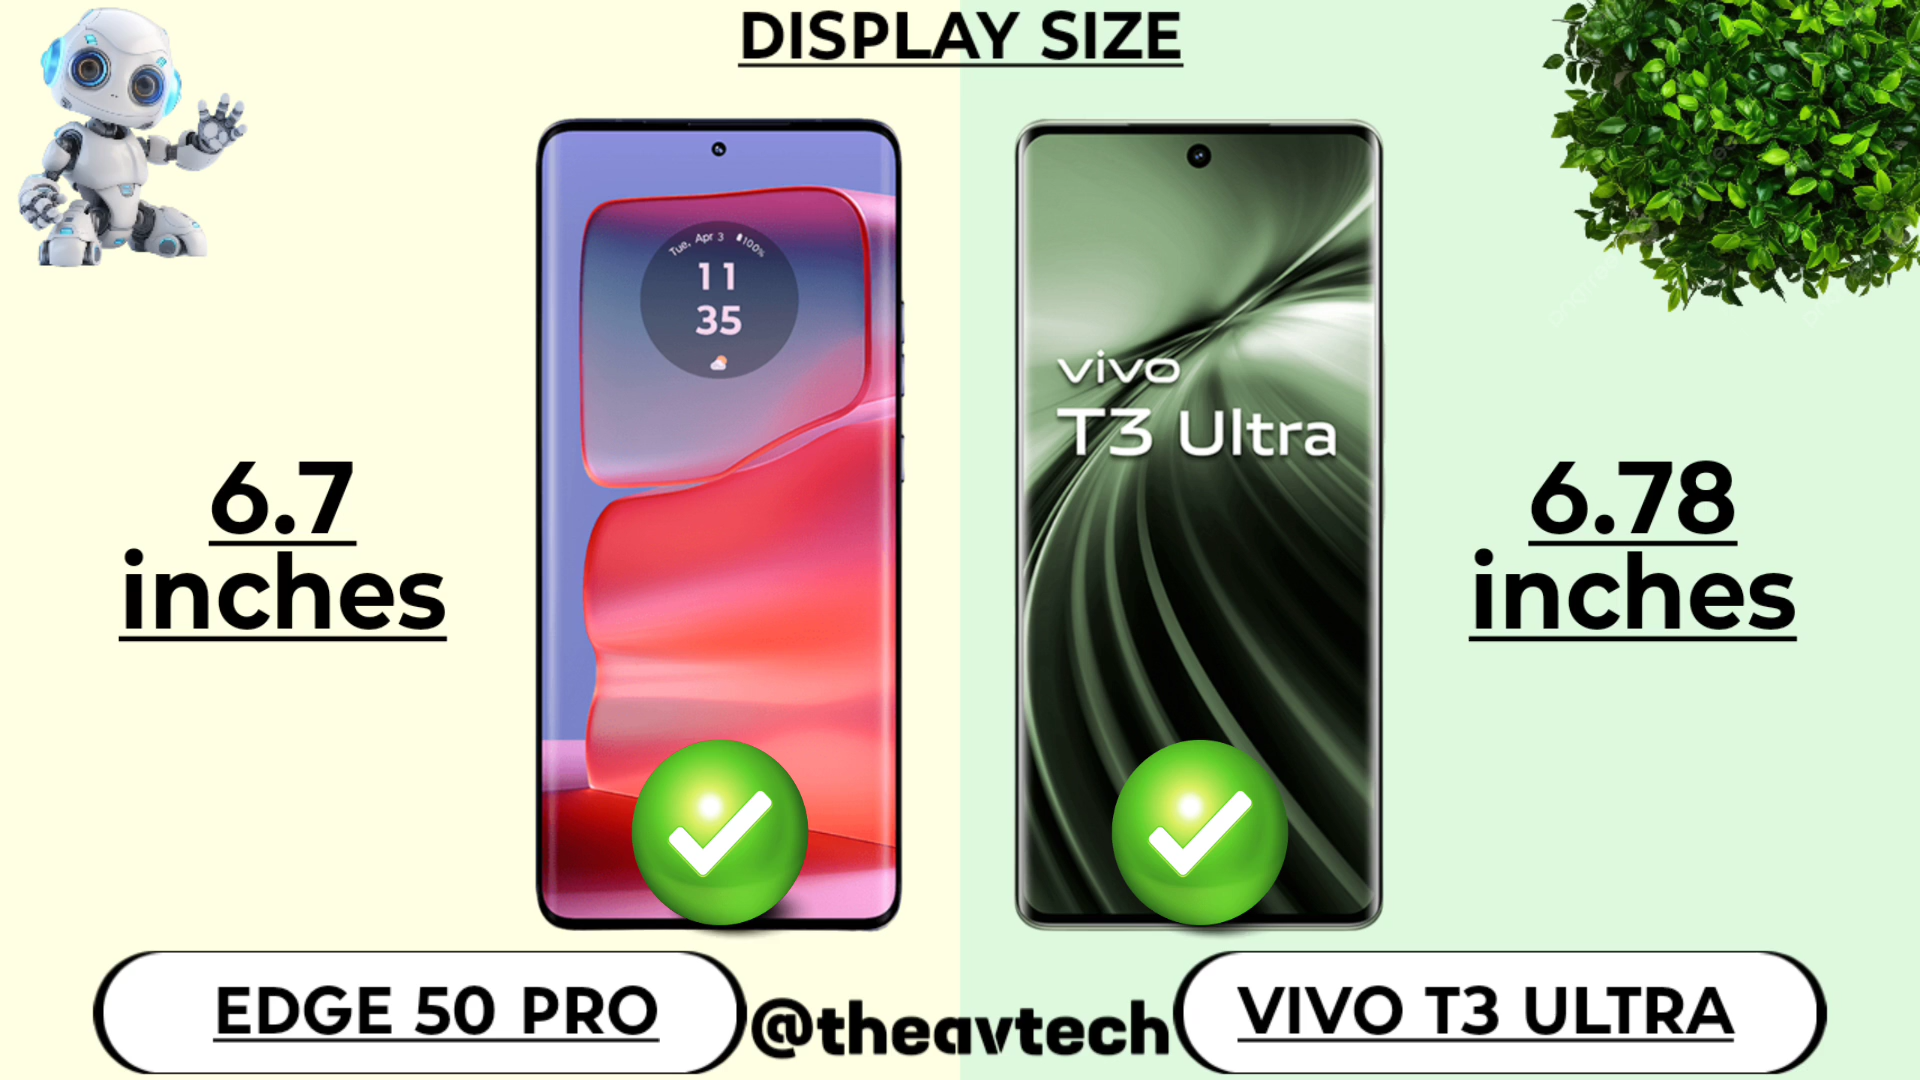 DISPLAY SIZE
Tue, Apr 3 100%
11
35
vivo
T3 Ultra
6.7
inches
6.78
inches
EDGE 50 PRO
@theavtech
VIVO T3 ULTRA